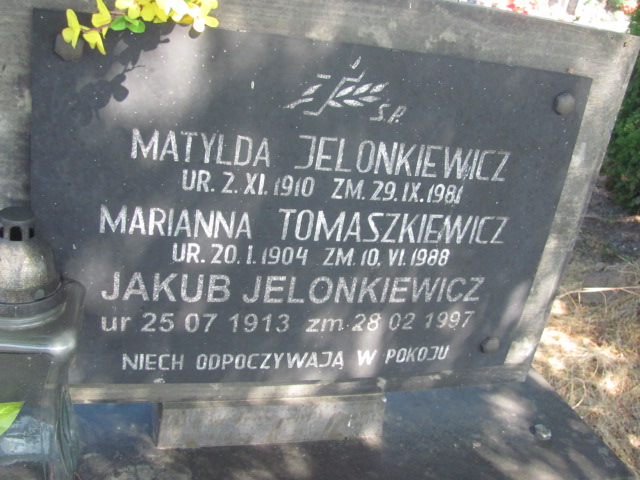 Ś.P.
MATYLDA JELONKIEWICZ
UR. 2. XI. 1910 ZM. 29. IX. 1981
MARIANNA TOMASZKIEWICZ
UR. 20. I. 1904 ZM. 10. VI. 1988
JAKUB JELONKIEWICZ
ur 25 07 1913 zm 28 02 1997
NIECH ODPOCZYWAJĄ W POKOJU